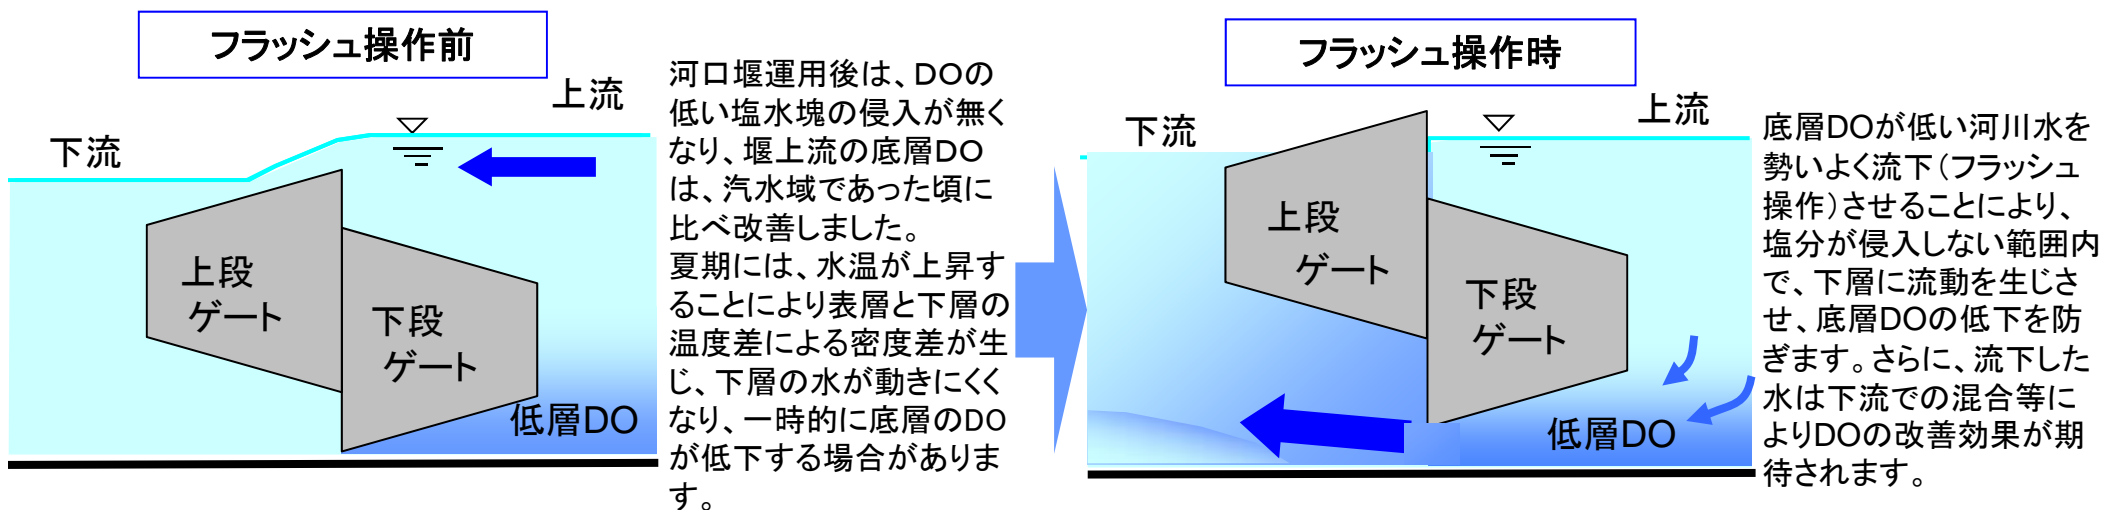 フラッシュ操作前
上流
下流
上段
ゲート
下段
ゲート
低層DO
河口堰運用後は、DOの
低い塩水塊の侵入が無く
なり、堰上流の底層DO
は、汽水域であった頃に
比べ改善しました。
夏期には、水温が上昇す
ることにより表層と下層の
温度差による密度差が生
じ、下層の水が動きにくく
なり、一時的に底層のDO
が低下する場合がありま
す。
フラッシュ操作時
下流
上流
上段
ゲート
下段
ゲート
低層DO
底層DOが低い河川水を
勢いよく流下（フラッシュ
操作）させることにより、
塩分が侵入しない範囲内
で、下層に流動を生じさ
せ、底層DOの低下を防
ぎます。さらに、流下した
水は下流での混合等に
よりDOの改善効果が期
待されます。